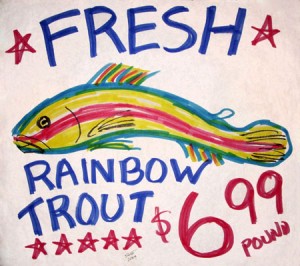 FRESH
RAINBOW
TROUT $6.99
POUND